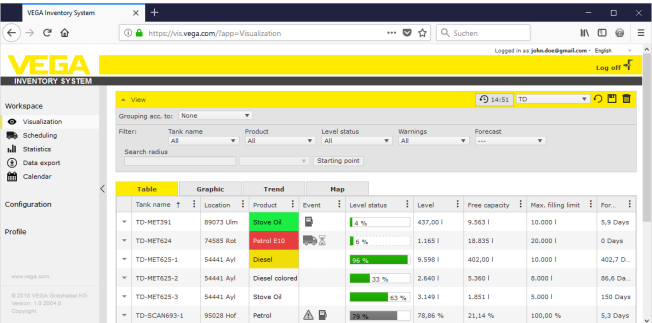 VEGA Inventory System
https://vis.vega.com/?app=Visualization
Suchen
Logged in as john.doe@gmail.com - English
VEGA
INVENTORY SYSTEM
Log off
Workspace
Visualization
Scheduling
Statistics
Data export
Calendar
Configuration
Profile
www.vega.com
© 2018 VEGA Grieshaber KG
Version: 1.0.2004.0
Copyright
View
14:51
TD
Grouping acc. to: None
Filter: Tank name Product Level status Warnings Forecast
All All All All ---
Search radius
Starting point
Table Graphic Trend Map
Tank name ↑ Location Product Event Level status Level Free capacity Max. filling limit For...
TD-MET391 89073 Ulm Stove Oil 4 % 437,00 l 9.563 l 10.000 l 5,9 Days
TD-MET624 74585 Rot Petrol E10 6 % 1.165 l 18.835 l 20.000 l 0 Days
TD-MET625-1 54441 Ayl Diesel 96 % 9.598 l 402,00 l 10.000 l 402,7 D...
TD-MET625-2 54441 Ayl Diesel colored 33 % 2.640 l 5.360 l 8.000 l 86,6 Da...
TD-MET625-3 54441 Ayl Stove Oil 63 % 3.149 l 1.851 l 5.000 l 150 Days
TD-SCAN693-1 95028 Hof Petrol 79 % 78,86 % 21,14 % 100,00 % 5,3 Days